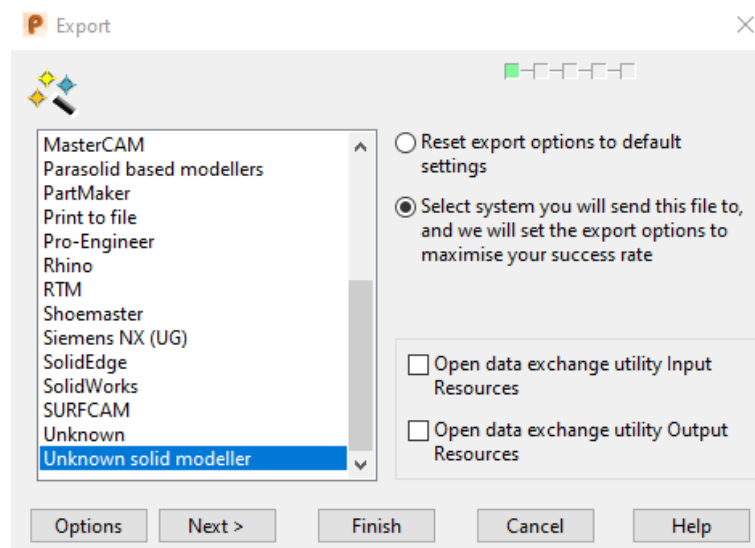 Export
MasterCAM
Parasolid based modellers
PartMaker
Print to file
Pro-Engineer
Rhino
RTM
Shoemaster
Siemens NX (UG)
SolidEdge
SolidWorks
SURFCAM
Unknown
Unknown solid modeller
Reset export options to default
settings
Select system you will send this file to,
and we will set the export options to
maximise your success rate
Open data exchange utility Input
Resources
Open data exchange utility Output
Resources
Options
Next >
Finish
Cancel
Help